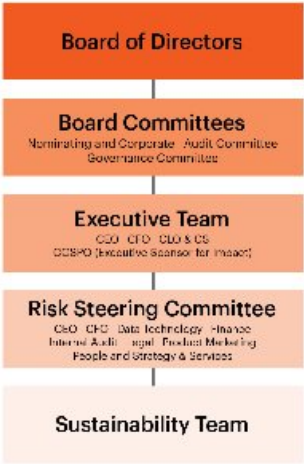 Board of Directors
Board Committees
Nominating and Corporate Audit Committee
Governance Committee
Executive Team
CEO CFO CLO & CS
(Executive Sponsor for Impact)
Risk Steering Committee
CEO CFO Data Technology Finance
Internal Audit Legal Product Marketing
People and Strategy & Services
Sustainability Team